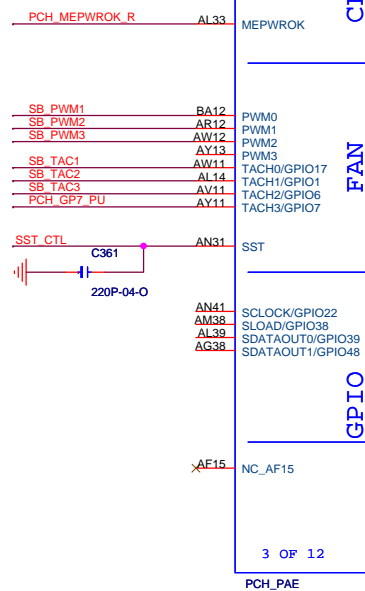 PCH_MEPWROK_R AL33 MEPWROK
SB_PWM1 BA12 PWM0
SB_PWM2 AR12 PWM1
SB_PWM3 AW12 PWM2
AY13 PWM3
SB_TAC1 AW11 TACH0/GPIO17
SB_TAC2 AL14 TACH1/GPIO1
SB_TAC3 AV11 TACH2/GPIO6
PCH_GP7_PU AY11 TACH3/GPIO7
FAN
SST_CTL AN31 SST
C361
220P-04-O
AN41 SCLOCK/GPIO22
AM38 SLOAD/GPIO38
AL39 SDATAOUT0/GPIO39
AG38 SDATAOUT1/GPIO48
GPIO
AF15 NC_AF15
3 OF 12
PCH_PAE